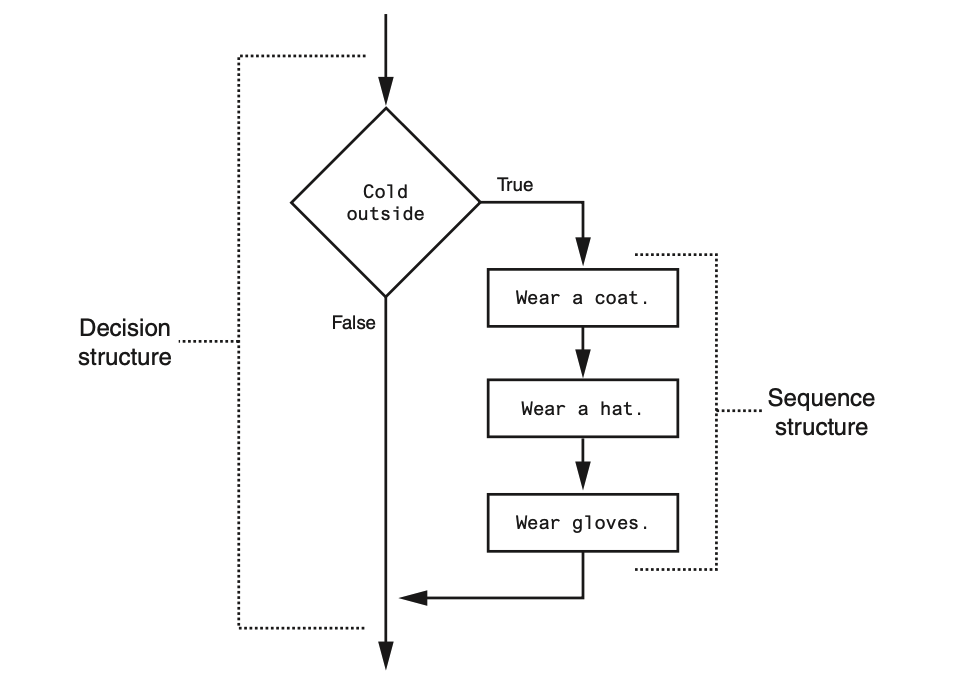 Cold
outside
True
Wear a coat.
False
Decision
structure
Wear a hat.
Sequence
structure
Wear gloves.